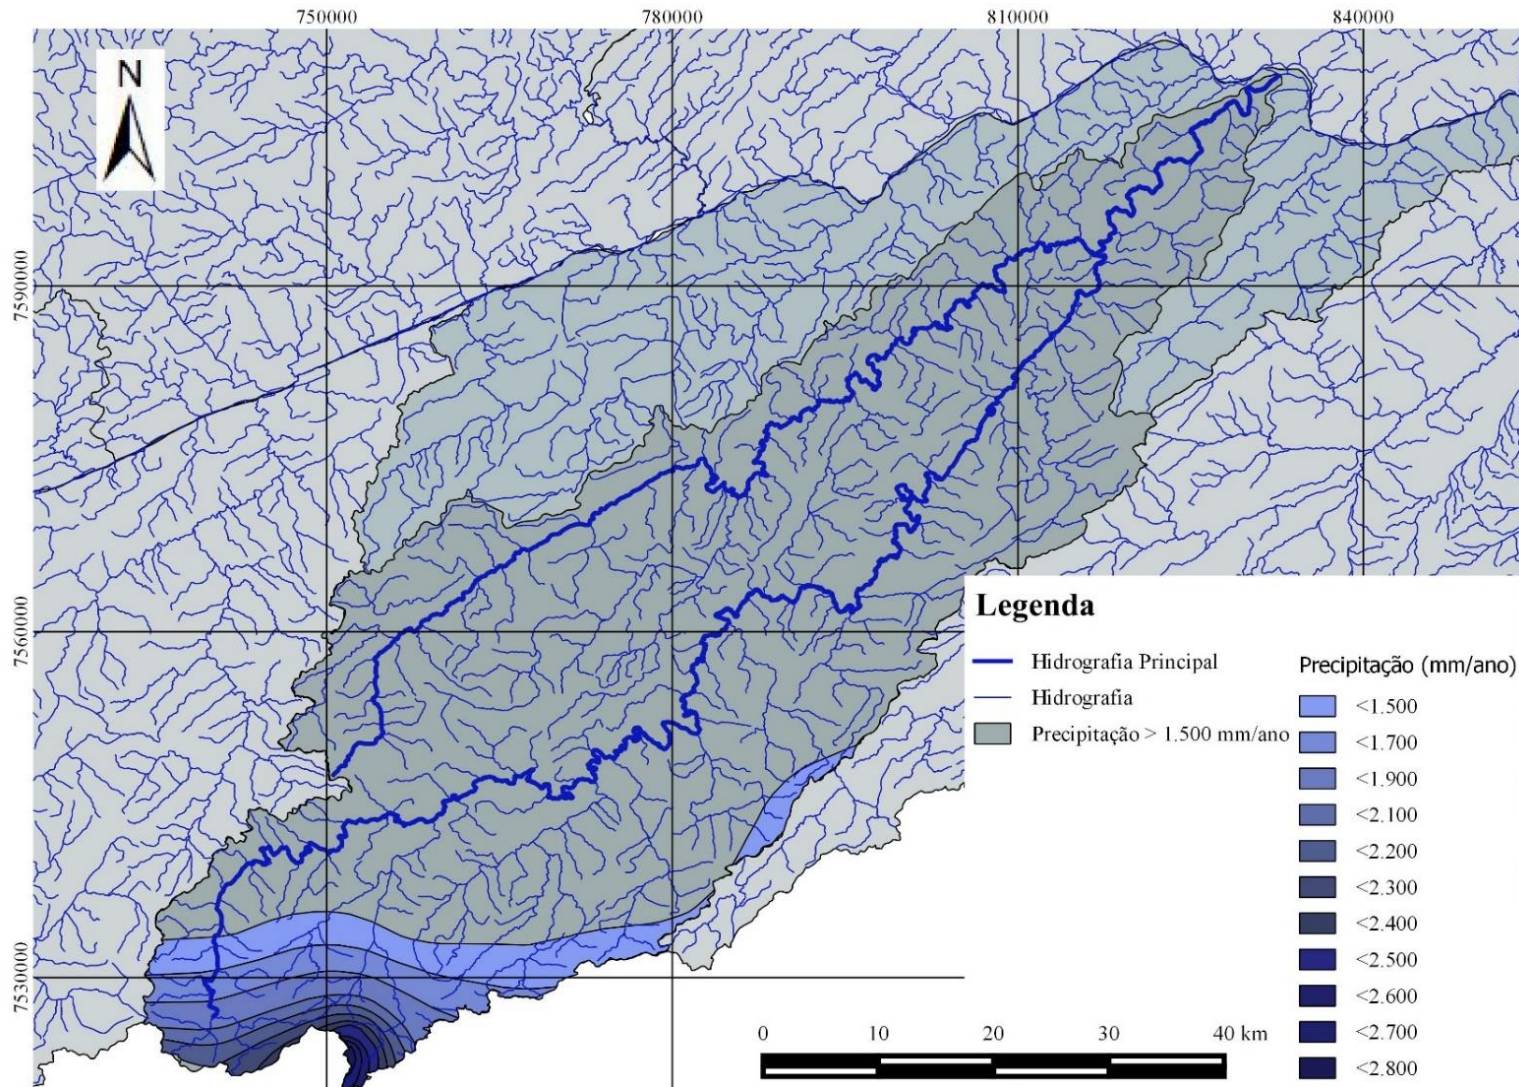 750000 780000 810000 840000
N
7590000
7560000
7530000
Legenda
Hidrografia Principal
Hidrografia
Precipitação > 1.500 mm/ano
Precipitação (mm/ano)
<1.500
<1.700
<1.900
<2.100
<2.200
<2.300
<2.400
<2.500
<2.600
<2.700
<2.800
0 10 20 30 40 km